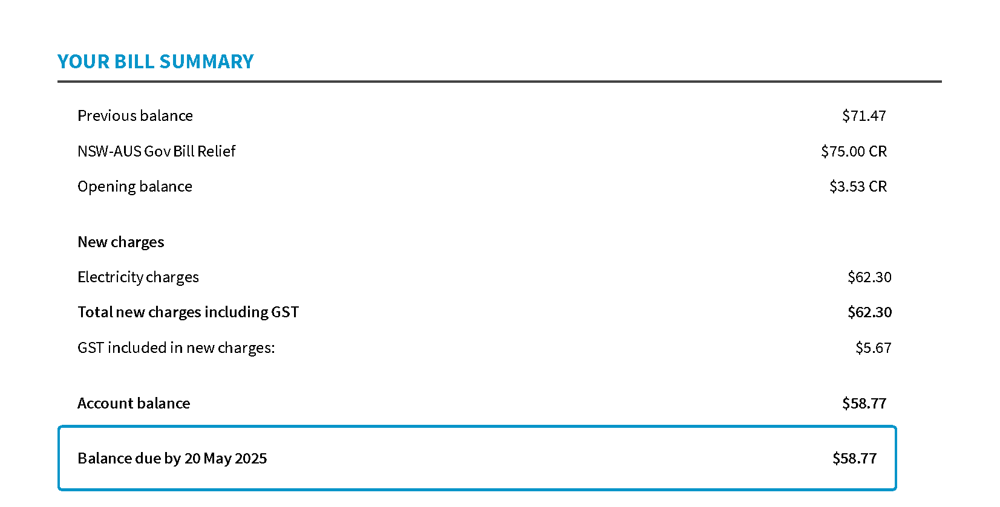 YOUR BILL SUMMARY
Previous balance $71.47
NSW-AUS Gov Bill Relief $75.00 CR
Opening balance $3.53 CR
New charges
Electricity charges $62.30
Total new charges including GST $62.30
GST included in new charges: $5.67
Account balance $58.77
Balance due by 20 May 2025 $58.77